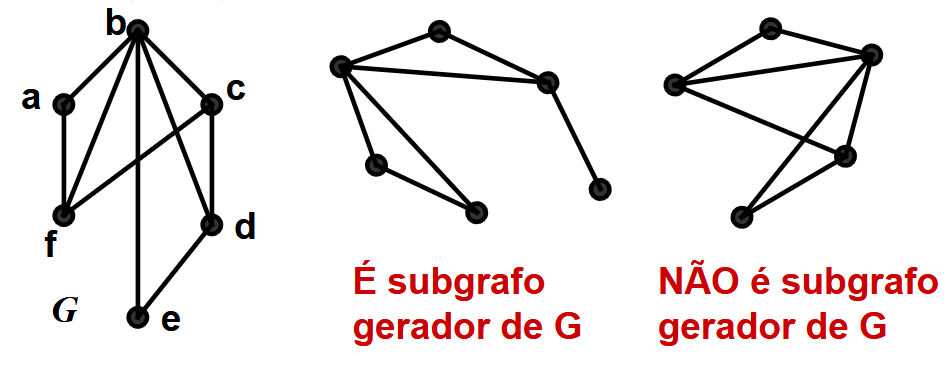 b
a
c
f
d
G
e
É subgrafo
gerador de G
NÃO é subgrafo
gerador de G